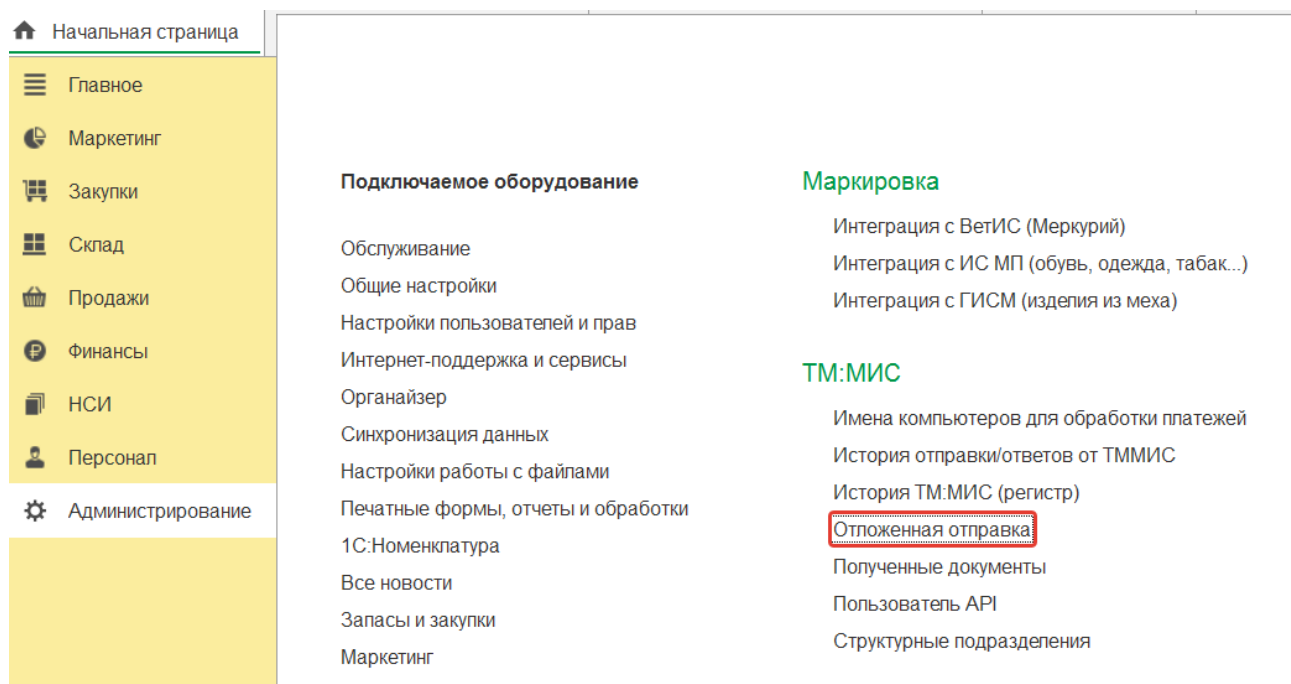 Начальная страница
Главное
Маркетинг
Закупки
Склад
Продажи
Финансы
НСИ
Персонал
Администрирование
Подключаемое оборудование
Обслуживание
Общие настройки
Настройки пользователей и прав
Интернет-поддержка и сервисы
Органайзер
Синхронизация данных
Настройки работы с файлами
Печатные формы, отчеты и обработки
1С:Номенклатура
Все новости
Запасы и закупки
Маркетинг
Маркировка
Интеграция с ВетИС (Меркурий)
Интеграция с ИС МП (обувь, одежда, табак...)
Интеграция с ГИСМ (изделия из меха)
ТМ:МИС
Имена компьютеров для обработки платежей
История отправки/ответов от ТММИС
История ТМ:МИС (регистр)
Отложенная отправка
Полученные документы
Пользователь API
Структурные подразделения